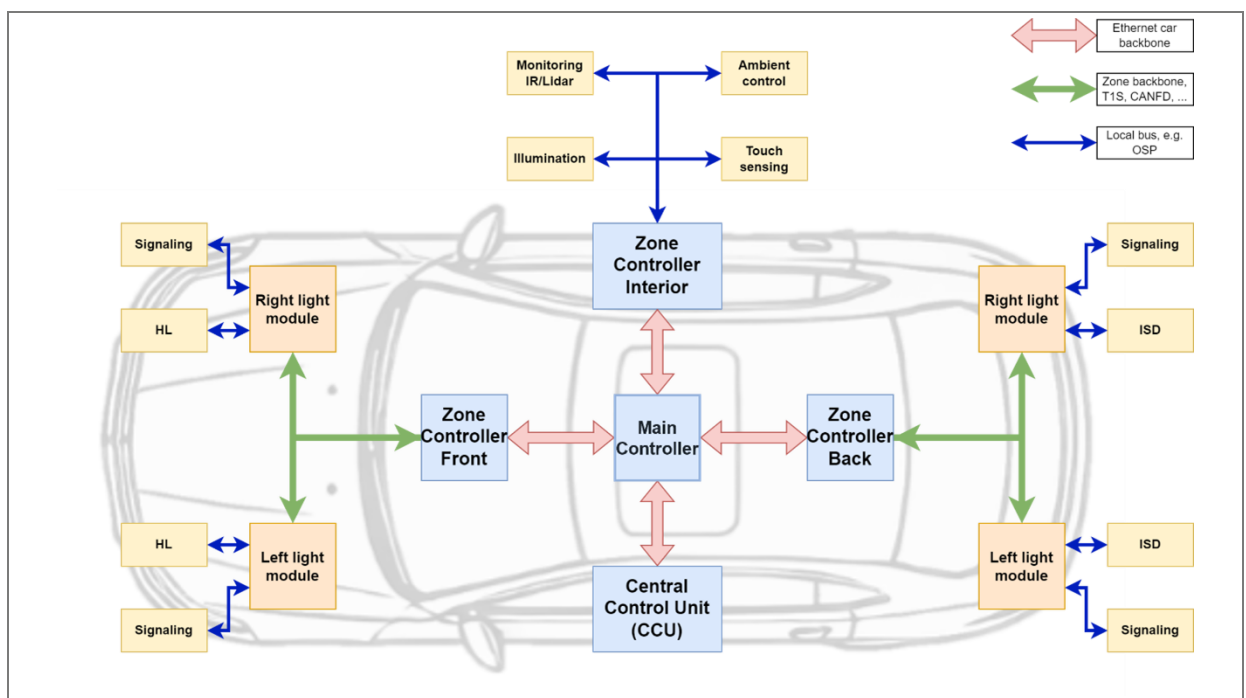 Ethernet car
backbone
Zone backbone,
T1S, CANFD, ...
Local bus, e.g.
OSP
Monitoring
IR/Lidar
Ambient
control
Illumination
Touch
sensing
Signaling
HL
Right light
module
Zone
Controller
Interior
Right light
module
Signaling
ISD
Zone
Controller
Front
Main
Controller
Zone
Controller
Back
HL
Signaling
Left light
module
Central
Control Unit
(CCU)
Left light
module
ISD
Signaling